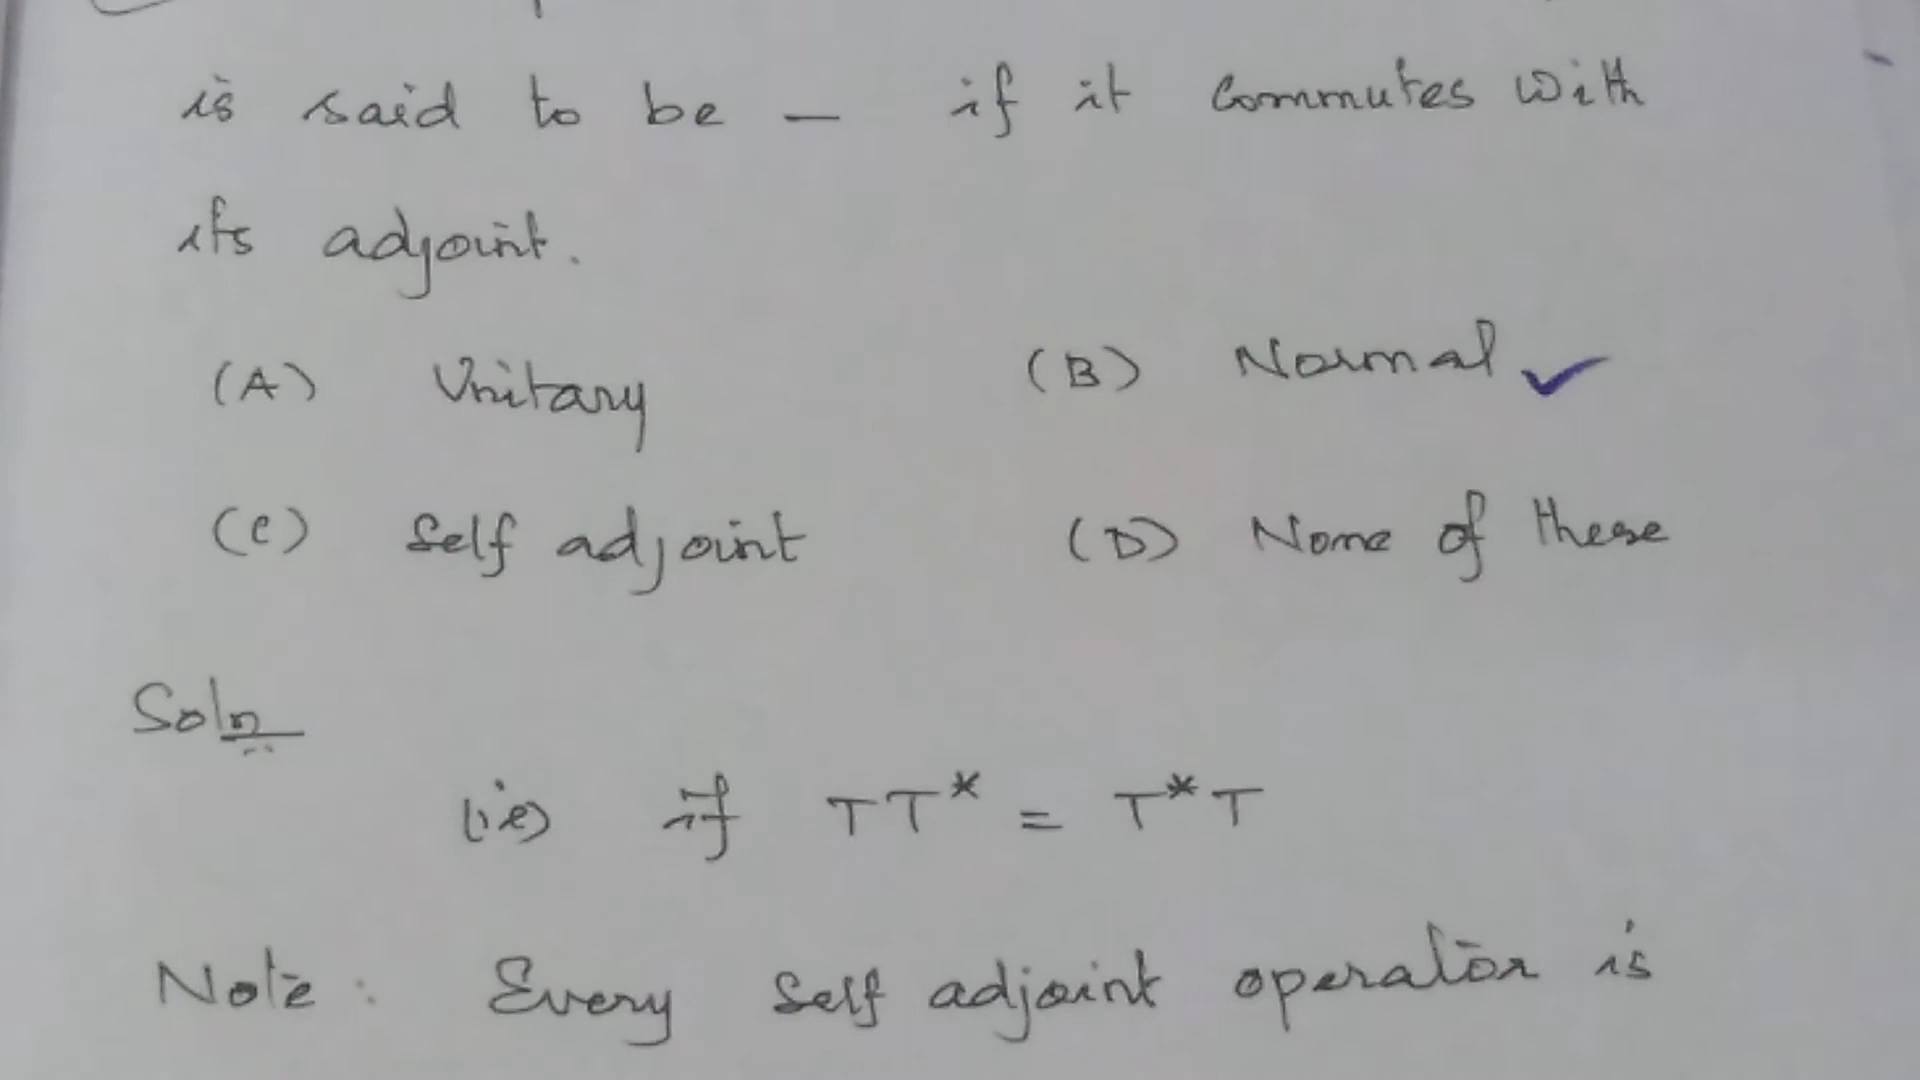 is said to be — if it commutes with
its adjoint.
(A) Unitary (B) Normal ✓
(C) Self adjoint (D) None of these
Soln
(ie) if TT* = T*T
Note: Every Self adjoint operator is